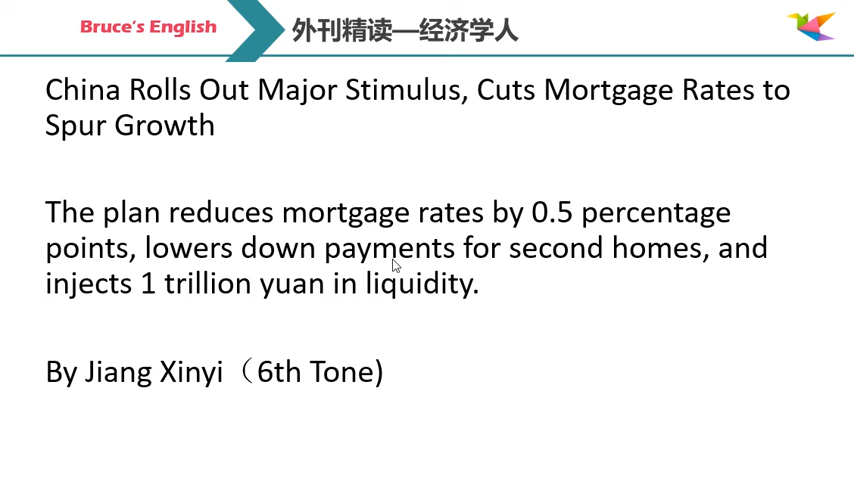 Bruce's English
外刊精读—经济学人
China Rolls Out Major Stimulus, Cuts Mortgage Rates to
Spur Growth
The plan reduces mortgage rates by 0.5 percentage
points, lowers down payments for second homes, and
injects 1 trillion yuan in liquidity.
By Jiang Xinyi（6th Tone)